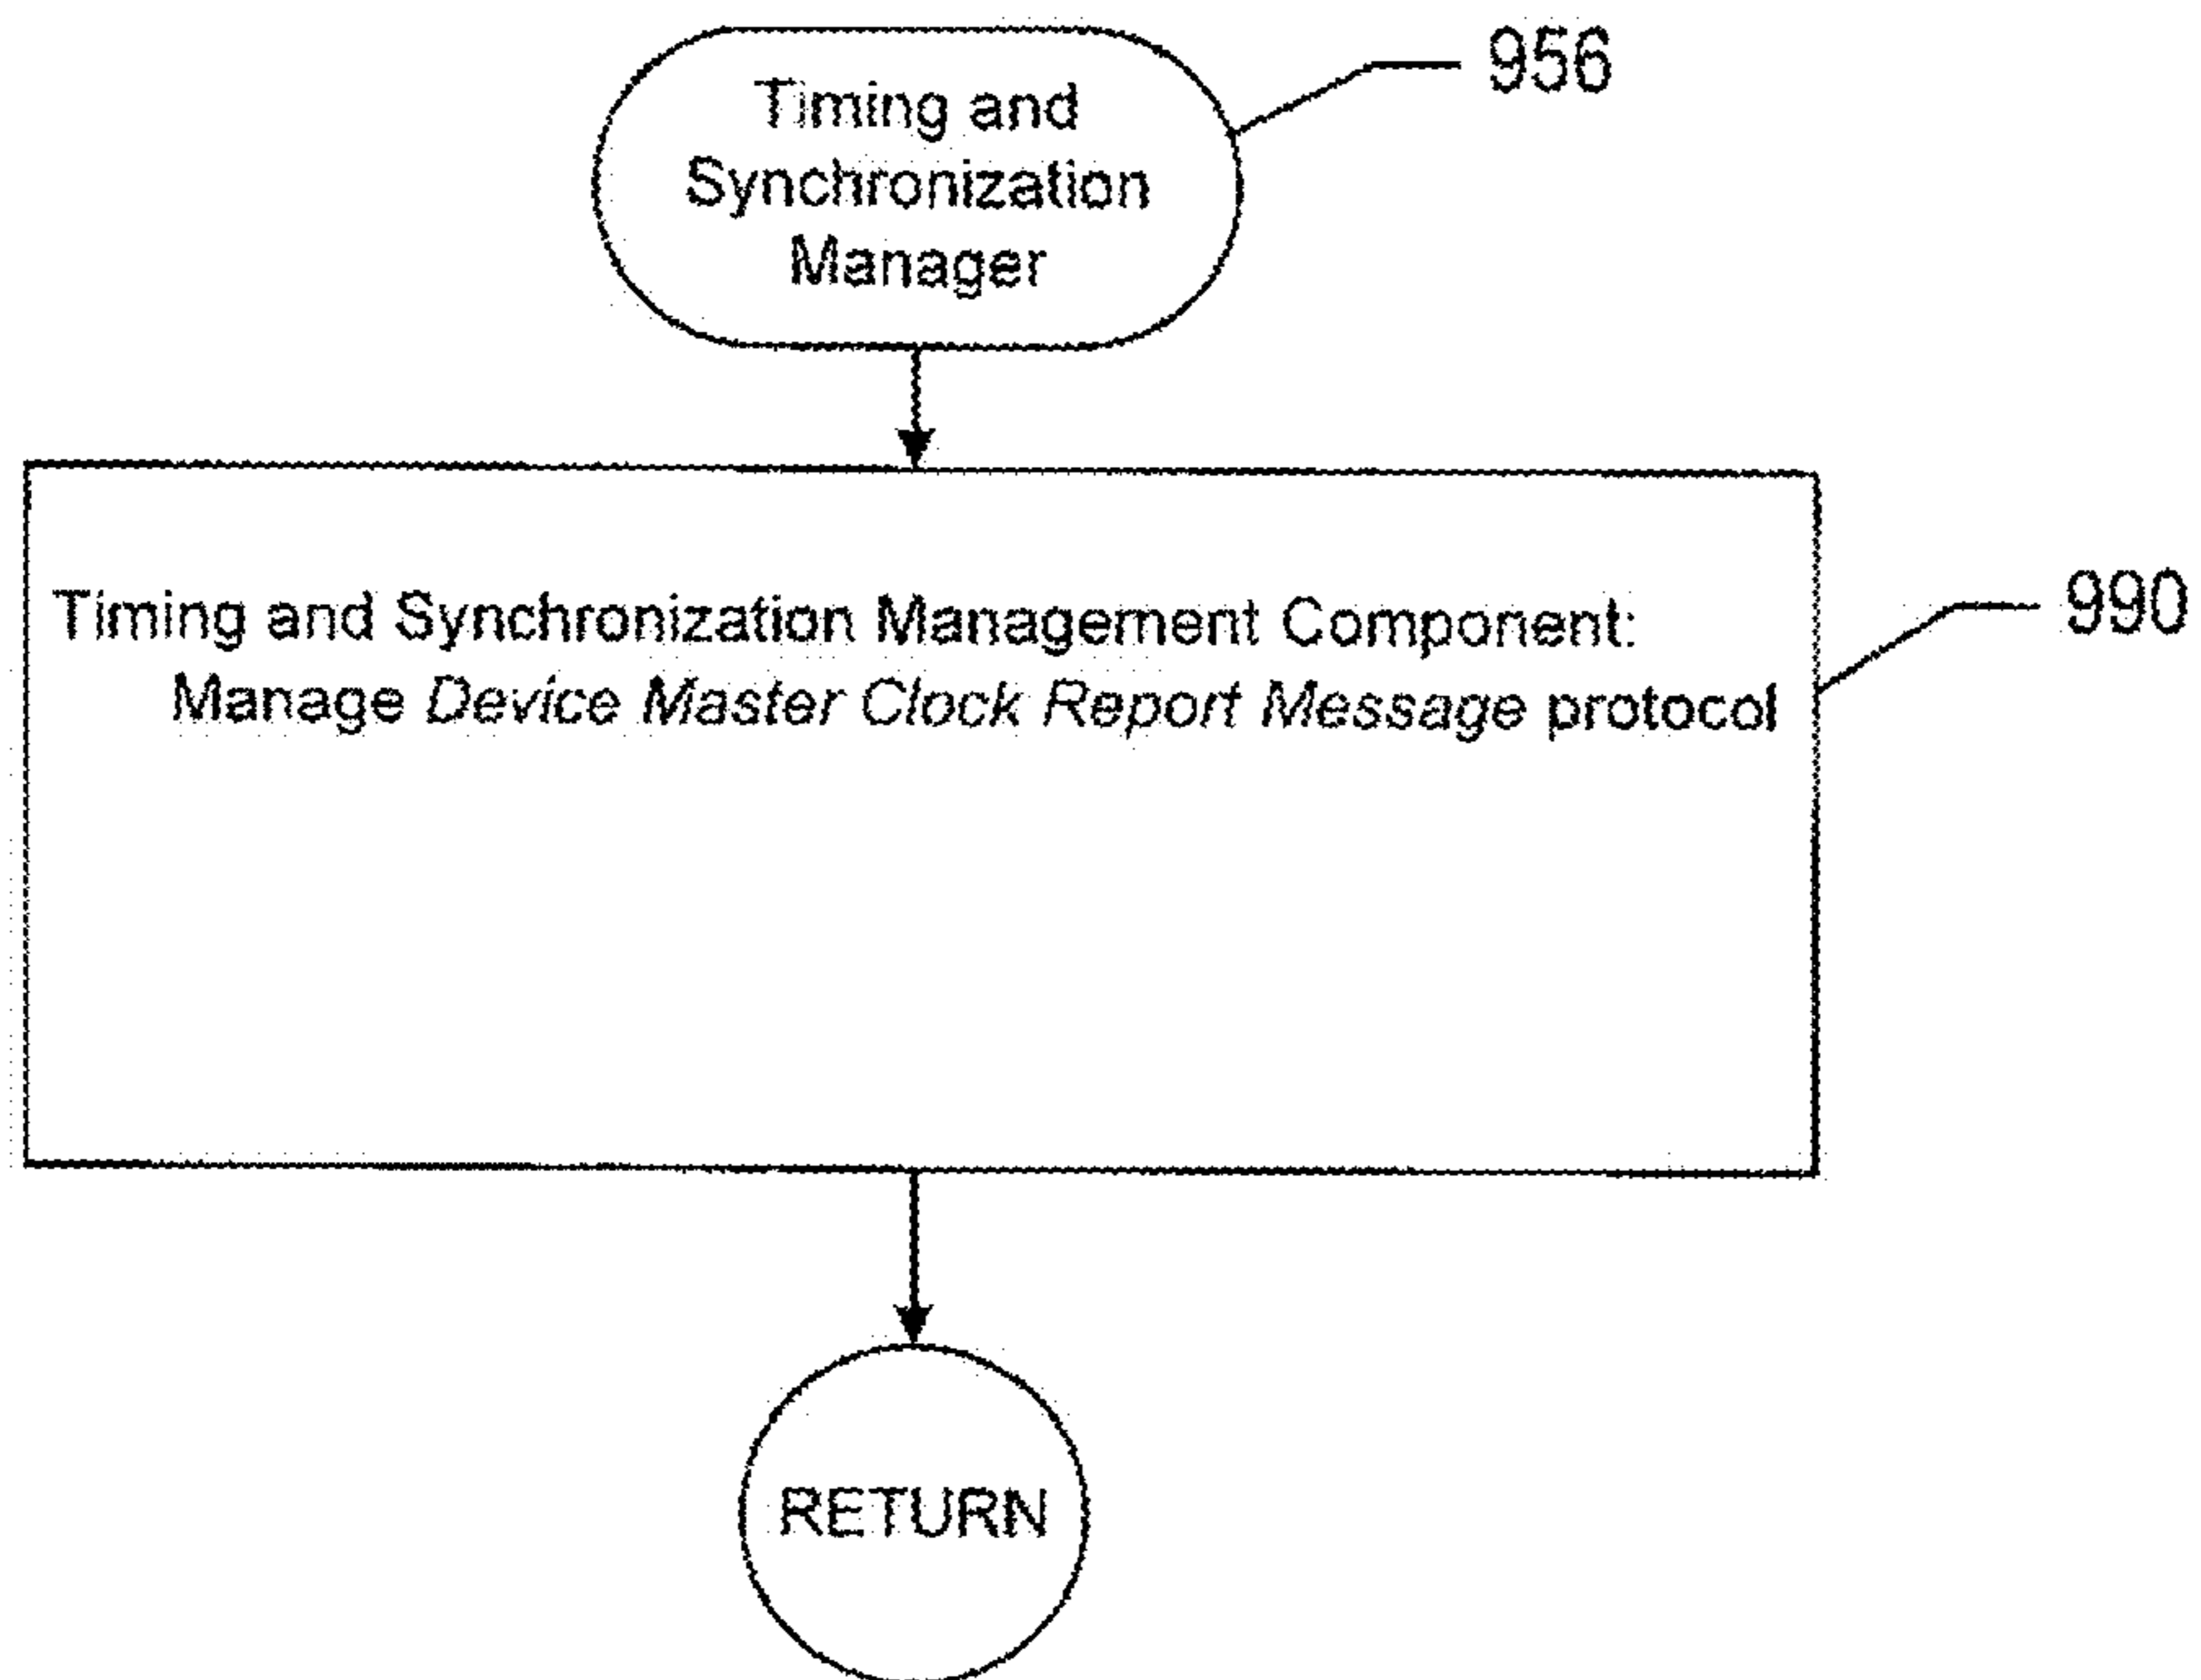 Timing and
Synchronization
Manager
956
Timing and Synchronization Management Component:
Manage Device Master Clock Report Message protocol
990
RETURN